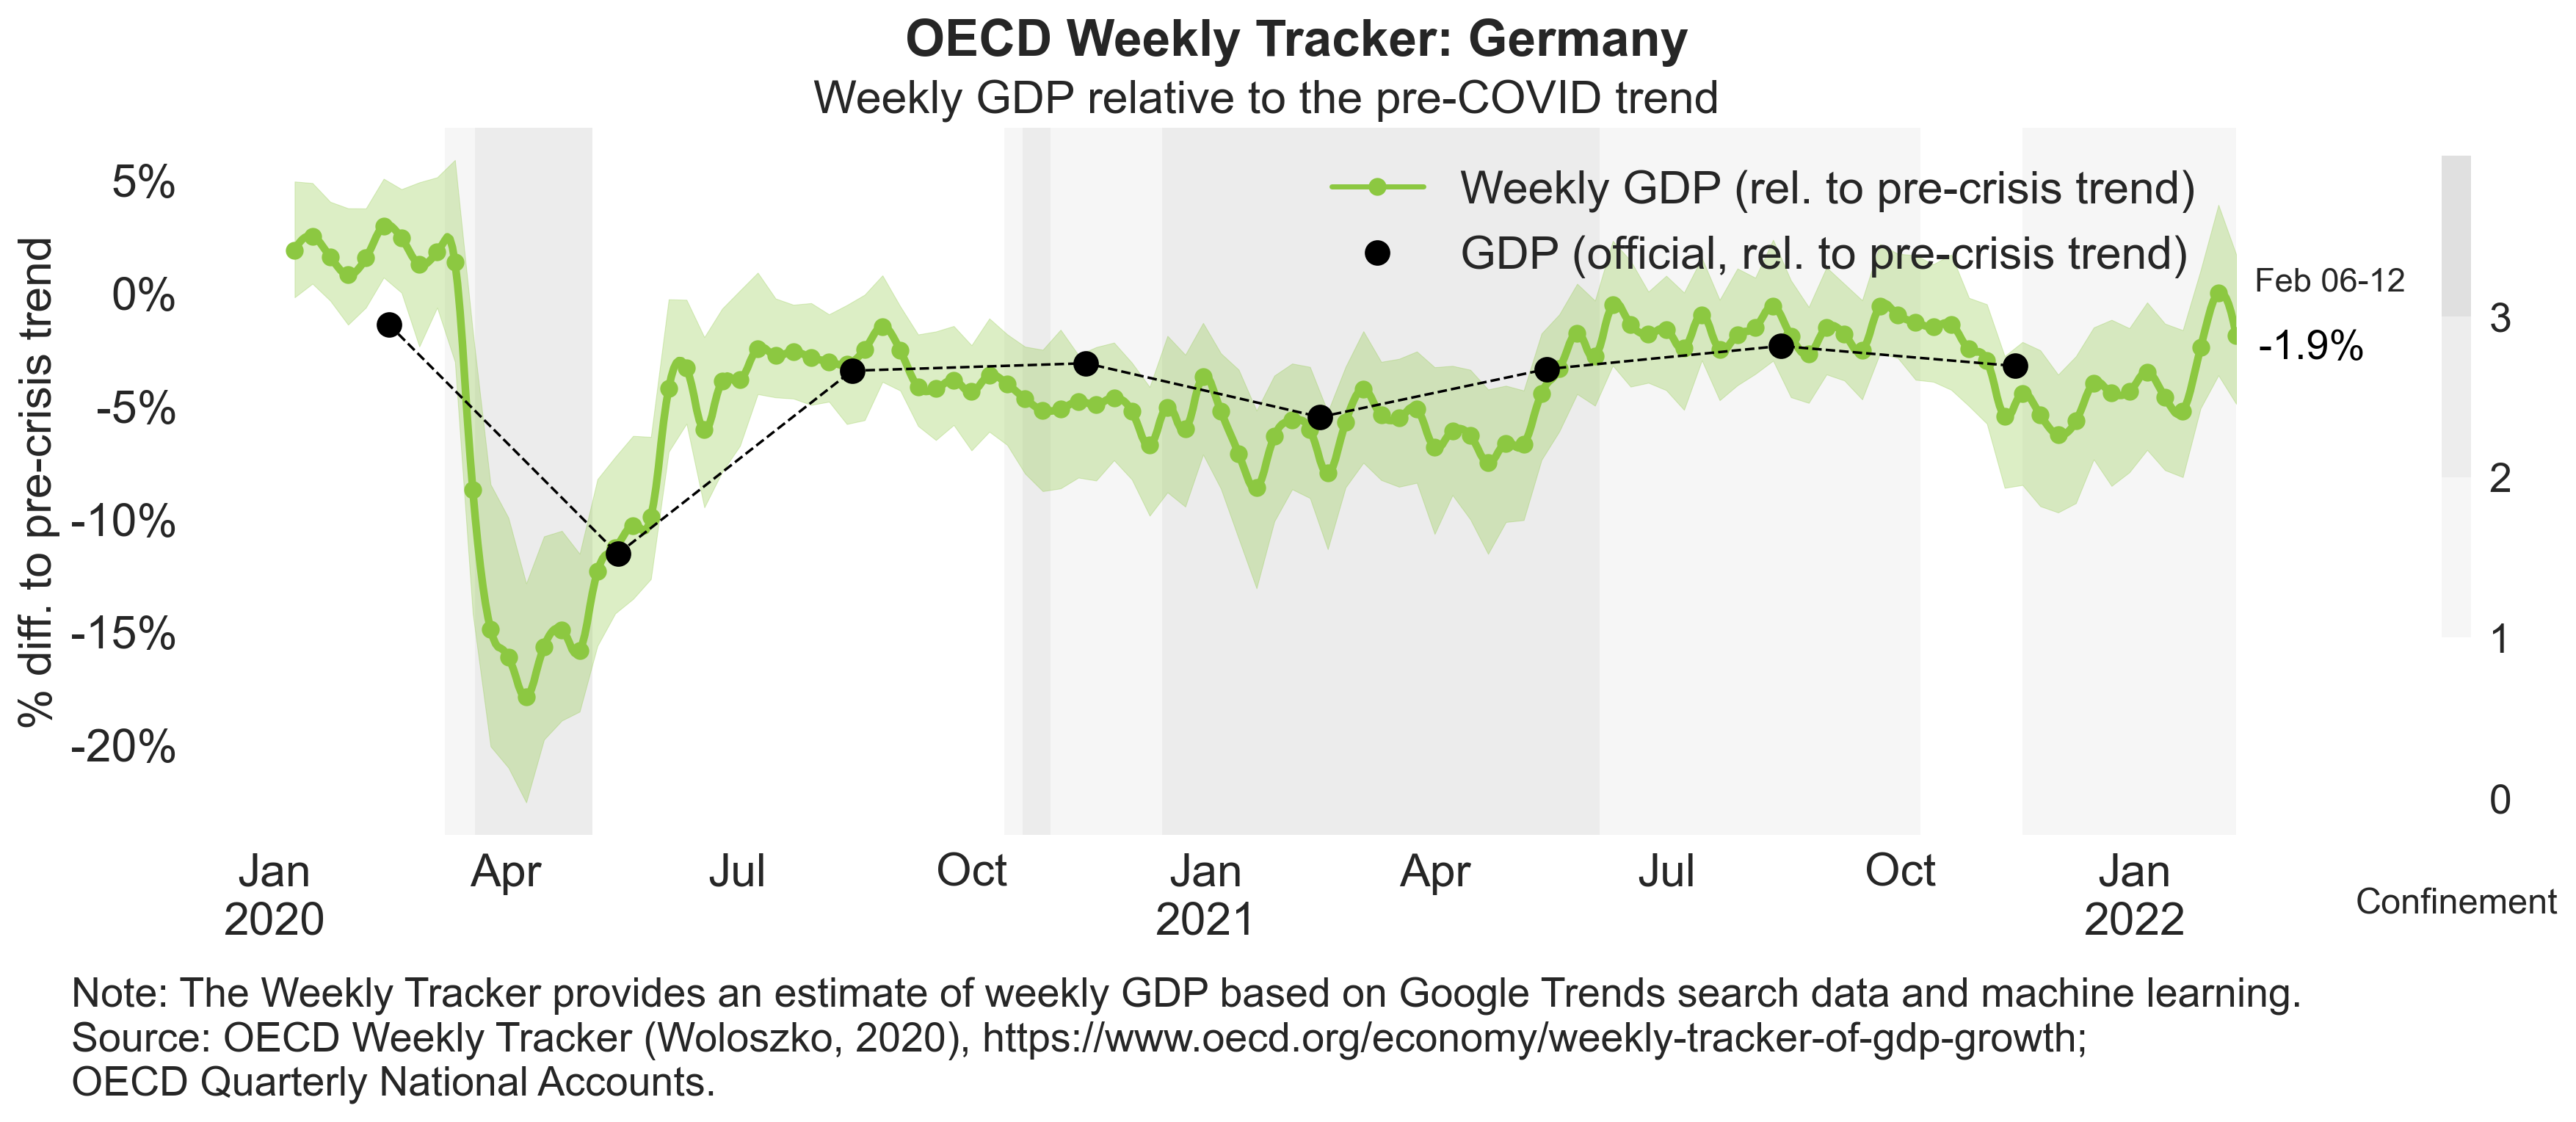 OECD Weekly Tracker: Germany
Weekly GDP relative to the pre-COVID trend
% diff. to pre-crisis trend
5%
0%
-5%
-10%
-15%
-20%
Weekly GDP (rel. to pre-crisis trend)
GDP (official, rel. to pre-crisis trend)
Feb 06-12
-1.9%
3
2
1
0
Confinement
Jan Apr Jul Oct Jan Apr Jul Oct Jan
2020 2021 2022
Note: The Weekly Tracker provides an estimate of weekly GDP based on Google Trends search data and machine learning.
Source: OECD Weekly Tracker (Woloszko, 2020), https://www.oecd.org/economy/weekly-tracker-of-gdp-growth;
OECD Quarterly National Accounts.